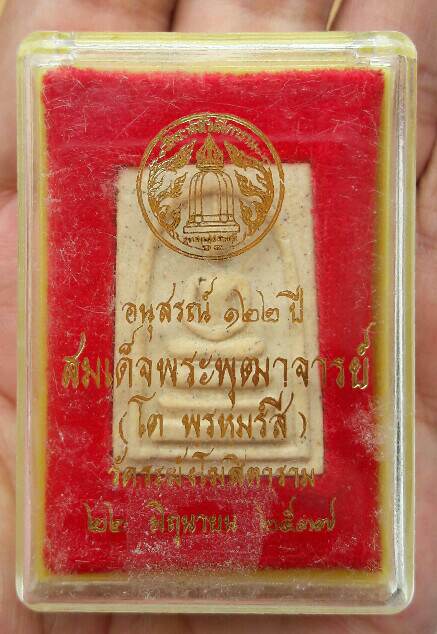 อนุสรณ์ ๑๒๒ ปี
สมเด็จพระพุฒาจารย์
(โต พรหมรังสี)
วัดระฆังโฆสิตาราม
๒๒ มิถุนายน ๒๕๓๗